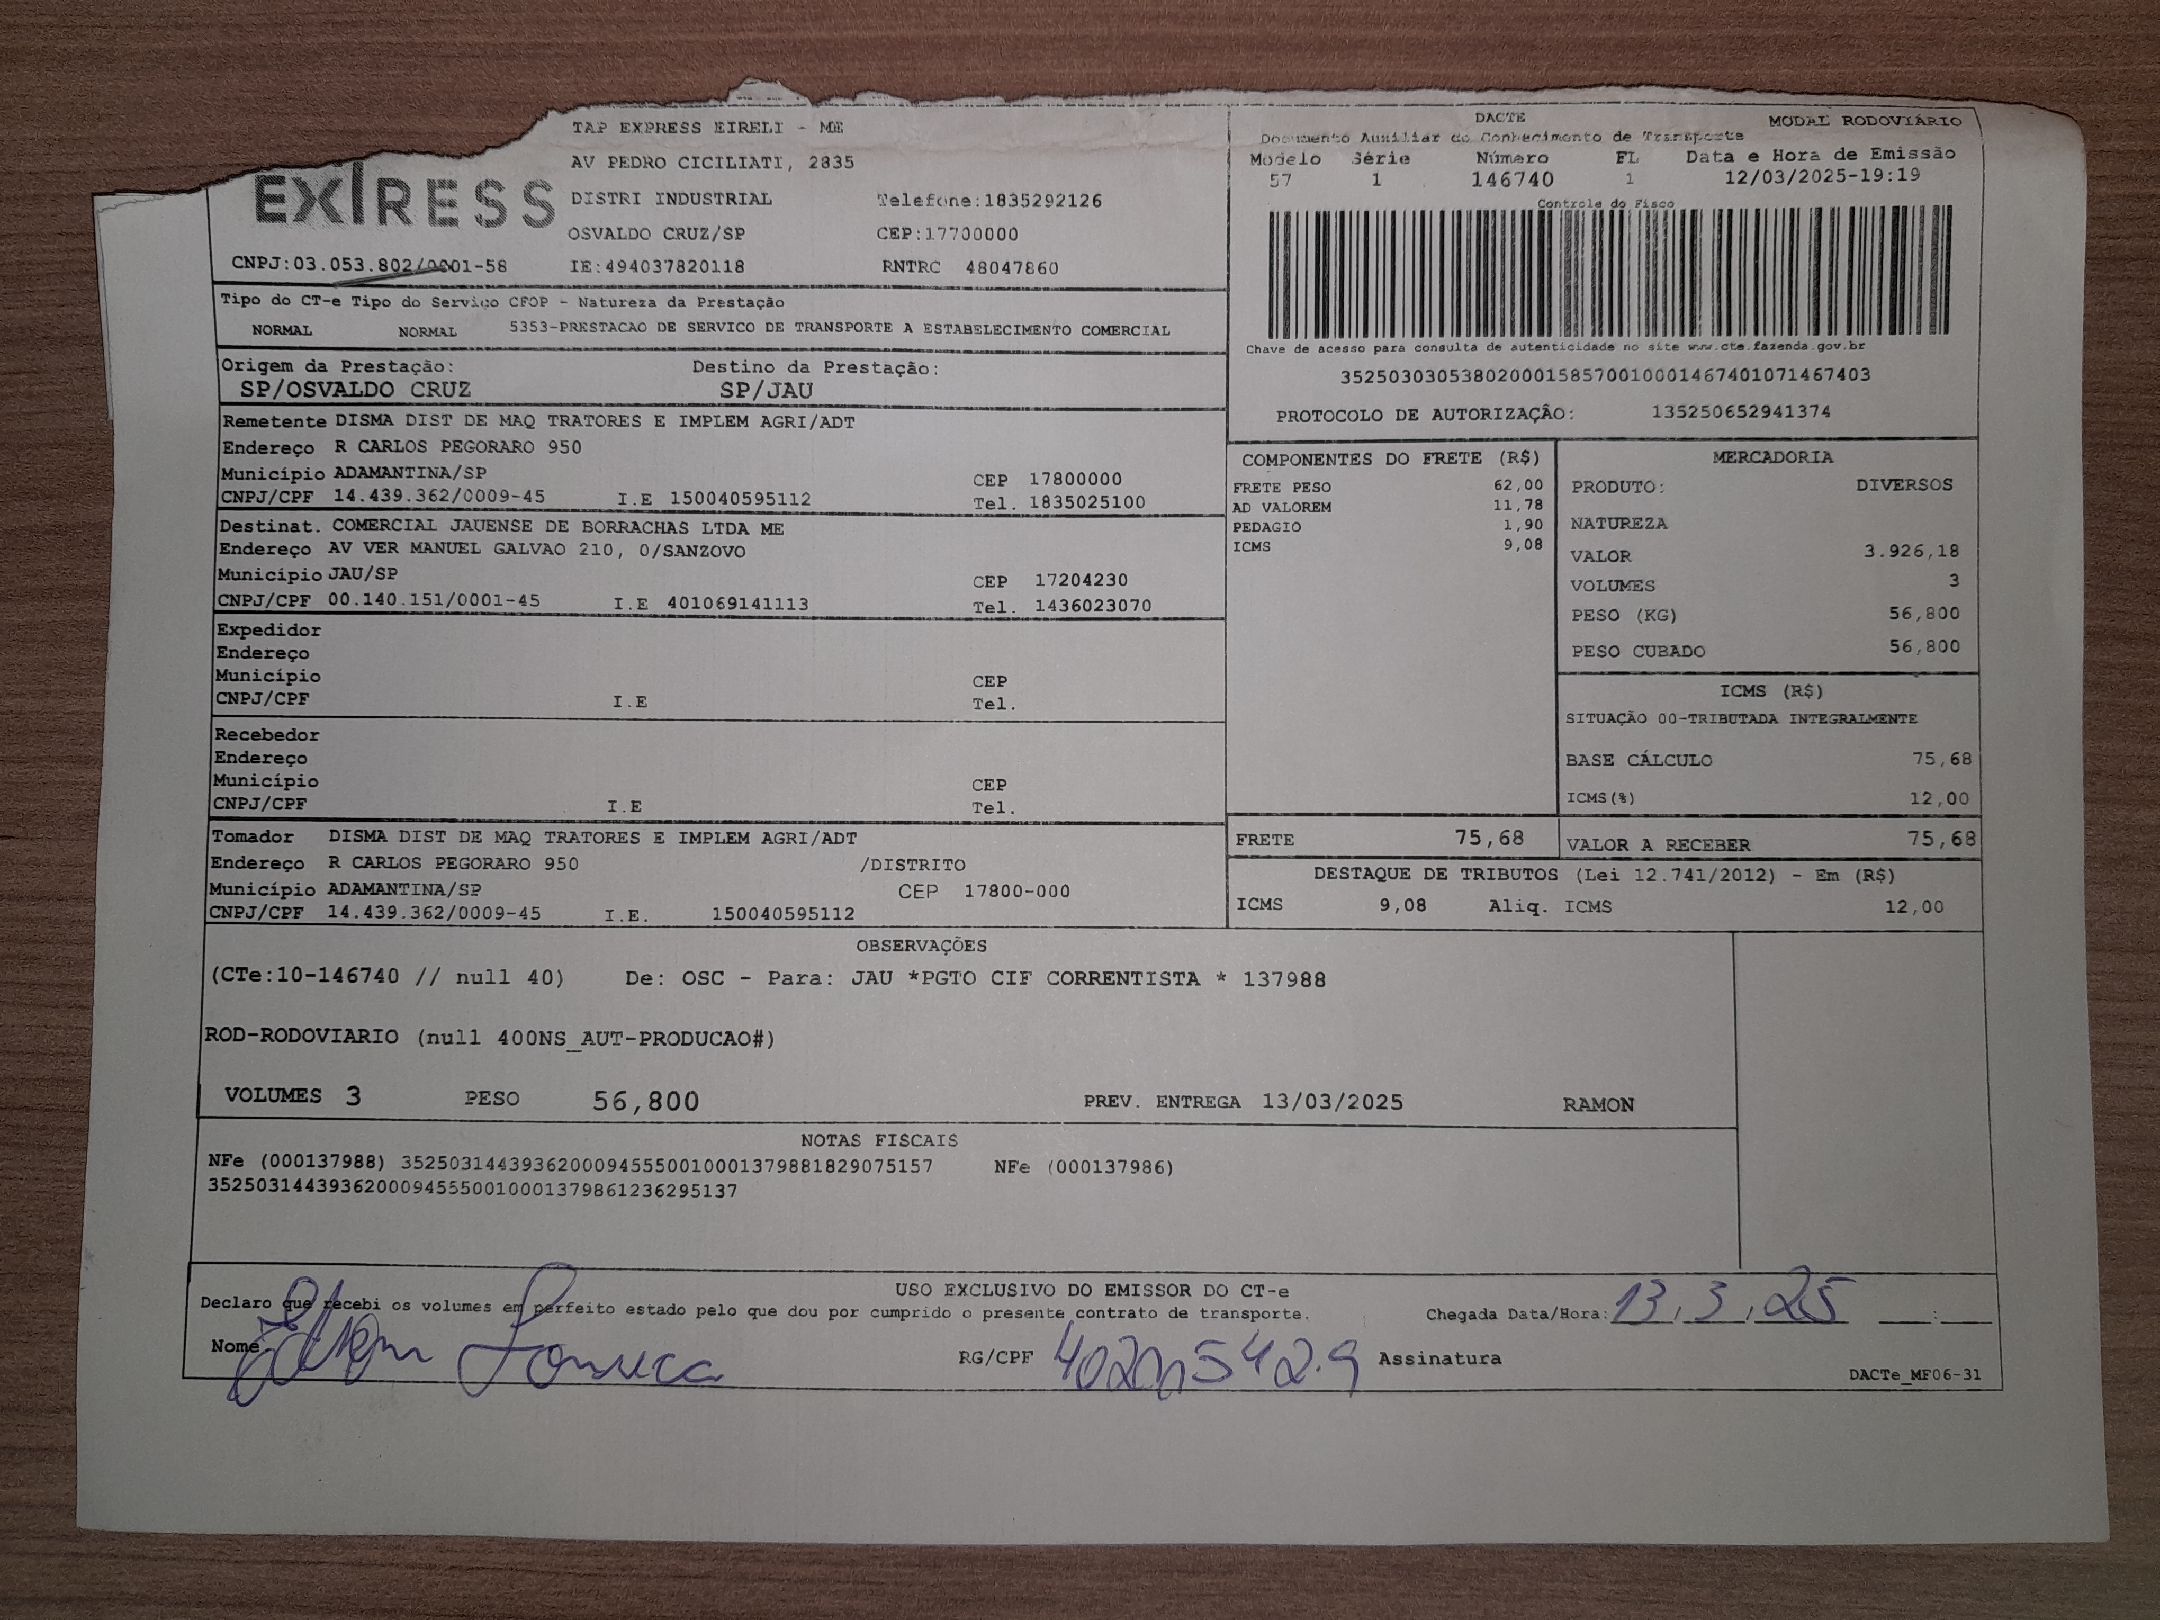 TAP EXPRESS EIRELI - ME
AV PEDRO CICILIATI, 2835
EXPRESS
DISTRI INDUSTRIAL Telefone:1835292126
OSVALDO CRUZ/SP CEP:17700000
CNPJ:03.053.802/0001-58 IE:494037820118 RNTRC 48047860
DACTE MODAL RODOVIÁRIO
Documento Auxiliar do Conhecimento de Transporte
Modelo Série Número FL Data e Hora de Emissão
57 1 146740 1 12/03/2025-19:19
Controle do Fisco
Chave de acesso para consulta de autenticidade no site www.cte.fazenda.gov.br
35250303053802000158570010001467401071467403
PROTOCOLO DE AUTORIZAÇÃO: 135250652941374
Tipo do CT-e Tipo do Serviço CFOP - Natureza da Prestação
NORMAL NORMAL 5353-PRESTACAO DE SERVICO DE TRANSPORTE A ESTABELECIMENTO COMERCIAL
Origem da Prestação: Destino da Prestação:
SP/OSVALDO CRUZ SP/JAU
Remetente DISMA DIST DE MAQ TRATORES E IMPLEM AGRI/ADT
Endereço R CARLOS PEGORARO 950
Município ADAMANTINA/SP CEP 17800000
CNPJ/CPF 14.439.362/0009-45 I.E 150040595112 Tel. 1835025100
Destinat. COMERCIAL JAUENSE DE BORRACHAS LTDA ME
Endereço AV VER MANUEL GALVAO 210, 0/SANZOVO
Município JAU/SP CEP 17204230
CNPJ/CPF 00.140.151/0001-45 I.E 401069141113 Tel. 1436023070
Expedidor
Endereço
Município CEP
CNPJ/CPF I.E Tel.
Recebedor
Endereço
Município CEP
CNPJ/CPF I.E Tel.
Tomador DISMA DIST DE MAQ TRATORES E IMPLEM AGRI/ADT
Endereço R CARLOS PEGORARO 950 /DISTRITO
Município ADAMANTINA/SP CEP 17800-000
CNPJ/CPF 14.439.362/0009-45 I.E. 150040595112
COMPONENTES DO FRETE (R$)
FRETE PESO 62,00
AD VALOREM 11,78
PEDAGIO 1,90
ICMS 9,08
MERCADORIA
PRODUTO: DIVERSOS
NATUREZA
VALOR 3.926,18
VOLUMES 3
PESO (KG) 56,800
PESO CUBADO 56,800
ICMS (R$)
SITUAÇÃO 00-TRIBUTADA INTEGRALMENTE
BASE CÁLCULO 75,68
ICMS(%) 12,00
FRETE 75,68 VALOR A RECEBER 75,68
DESTAQUE DE TRIBUTOS (Lei 12.741/2012) - Em (R$)
ICMS 9,08 Aliq. ICMS 12,00
OBSERVAÇÕES
(CTe:10-146740 // null 40) De: OSC - Para: JAU *PGTO CIF CORRENTISTA * 137988
ROD-RODOVIARIO (null 400NS_AUT-PRODUCAO#)
VOLUMES 3 PESO 56,800 PREV. ENTREGA 13/03/2025 RAMON
NOTAS FISCAIS
NFe (000137988) 35250314439362000945550010001379881829075157 NFe (000137986)
35250314439362000945550010001379861236295137
USO EXCLUSIVO DO EMISSOR DO CT-e
Declaro que recebi os volumes em perfeito estado pelo que dou por cumprido o presente contrato de transporte. Chegada Data/Hora: 13, 3, 25 :
Nome Fonseca RG/CPF Assinatura
DACTe_MF06-31